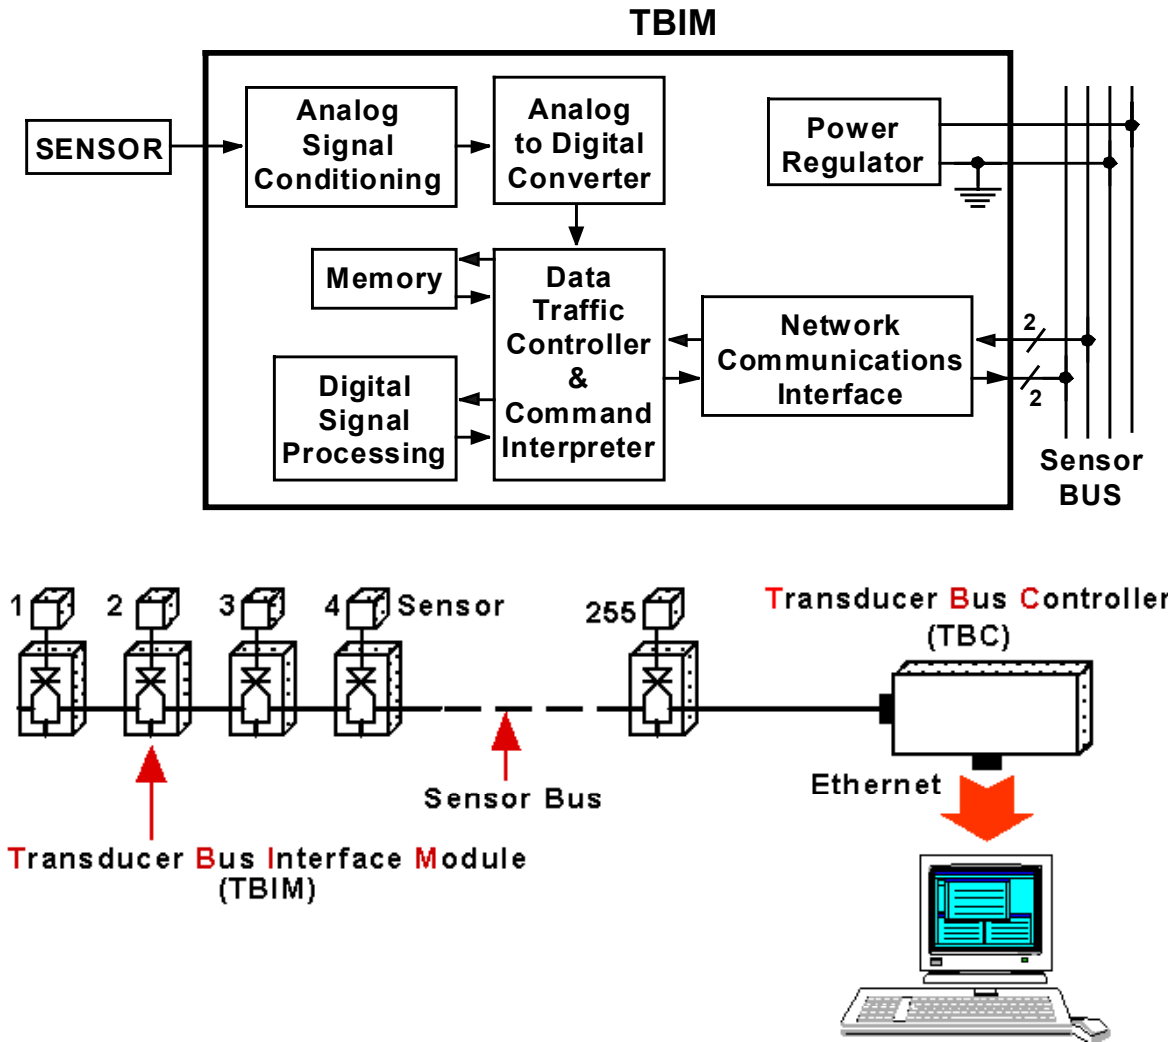 TBIM
SENSOR
Analog
Signal
Conditioning
Analog
to Digital
Converter
Power
Regulator
Memory
Data
Traffic
Controller
&
Command
Interpreter
Digital
Signal
Processing
Network
Communications
Interface
2
2
Sensor
BUS
1
2
3
4
Sensor
255
Transducer Bus Controller
(TBC)
Ethernet
Sensor Bus
Transducer Bus Interface Module
(TBIM)